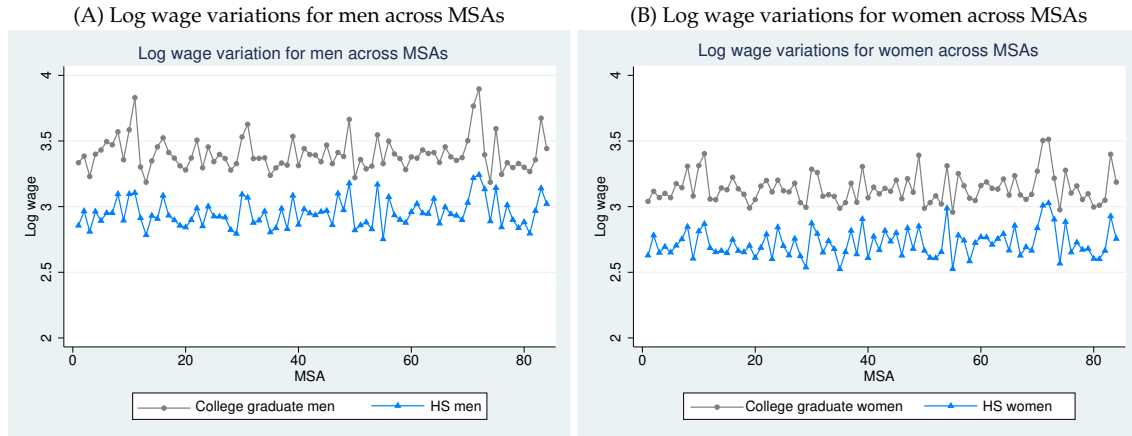 (A) Log wage variations for men across MSAs
Log wage variation for men across MSAs
Log wage
4
3.5
3
2.5
2
0 20 40 60 80
MSA
College graduate men HS men
(B) Log wage variations for women across MSAs
Log wage variations for women across MSAs
Log wage
4
3.5
3
2.5
2
0 20 40 60 80
MSA
College graduate women HS women